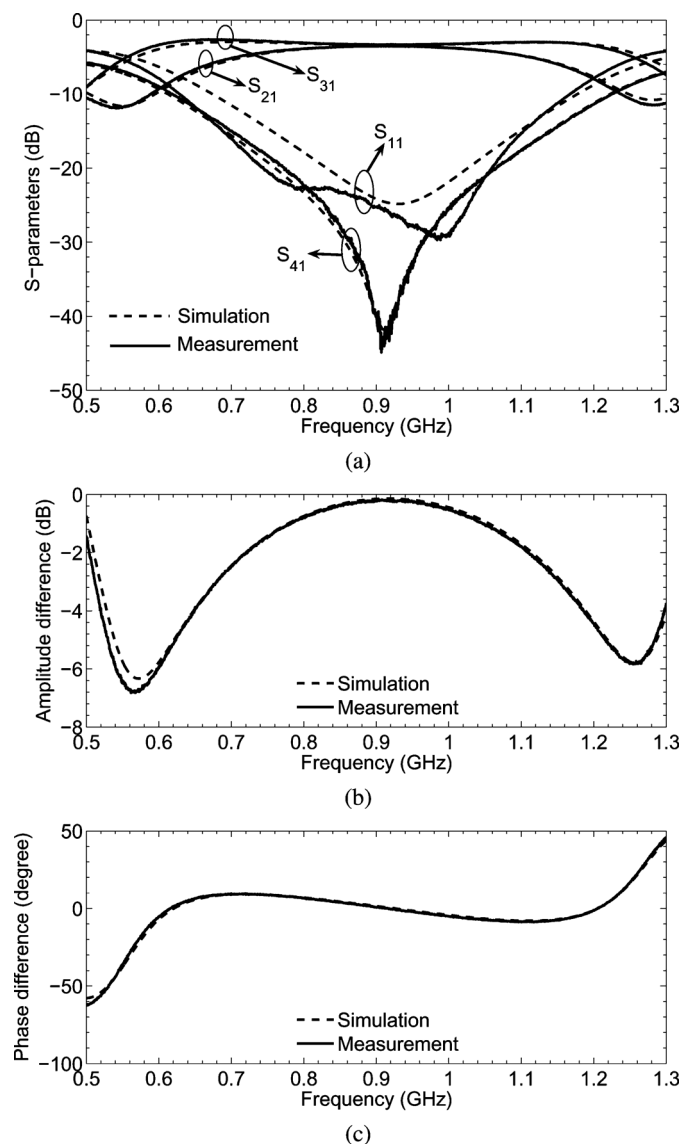 0
−10
−20
−30
−40
−50
S−parameters (dB)
S31
S21
S11
S41
Simulation
Measurement
0.5 0.6 0.7 0.8 0.9 1 1.1 1.2 1.3
Frequency (GHz)
(a)
0
−2
−4
−6
−8
Amplitude difference (dB)
Simulation
Measurement
0.5 0.6 0.7 0.8 0.9 1 1.1 1.2 1.3
Frequency (GHz)
(b)
50
0
−50
−100
Phase difference (degree)
Simulation
Measurement
0.5 0.6 0.7 0.8 0.9 1 1.1 1.2 1.3
Frequency (GHz)
(c)